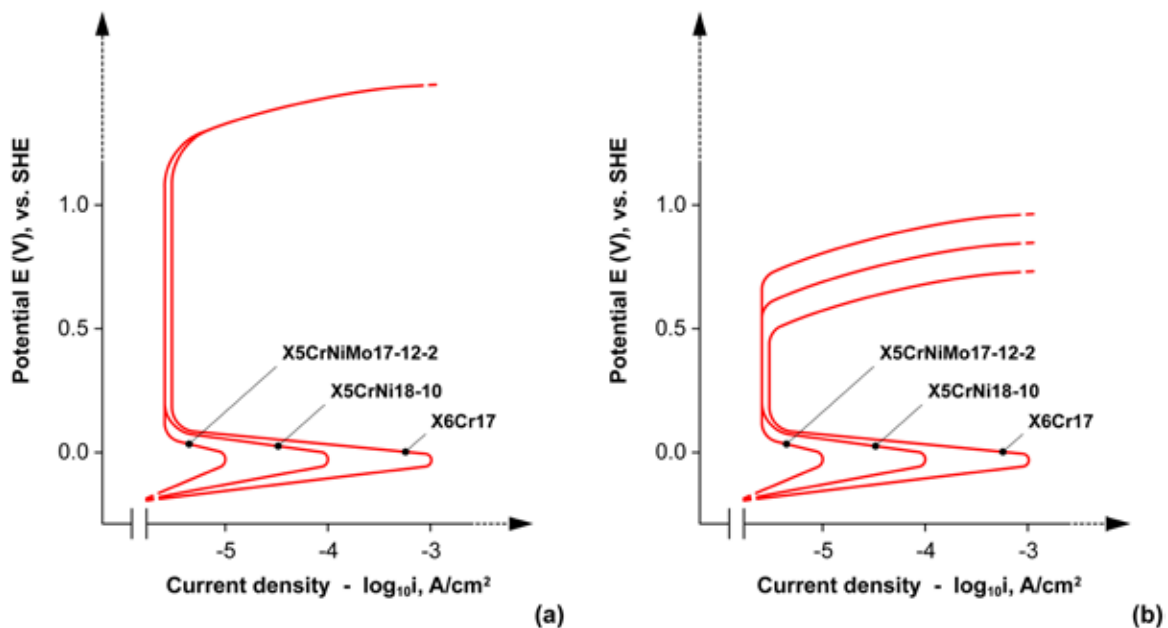 Potential E (V), vs. SHE
1.0
0.5
0.0
X5CrNiMo17-12-2
X5CrNi18-10
X6Cr17
-5
-4
-3
Current density - log₁₀i, A/cm²
(a)
Potential E (V), vs. SHE
1.0
0.5
0.0
X5CrNiMo17-12-2
X5CrNi18-10
X6Cr17
-5
-4
-3
Current density - log₁₀i, A/cm²
(b)